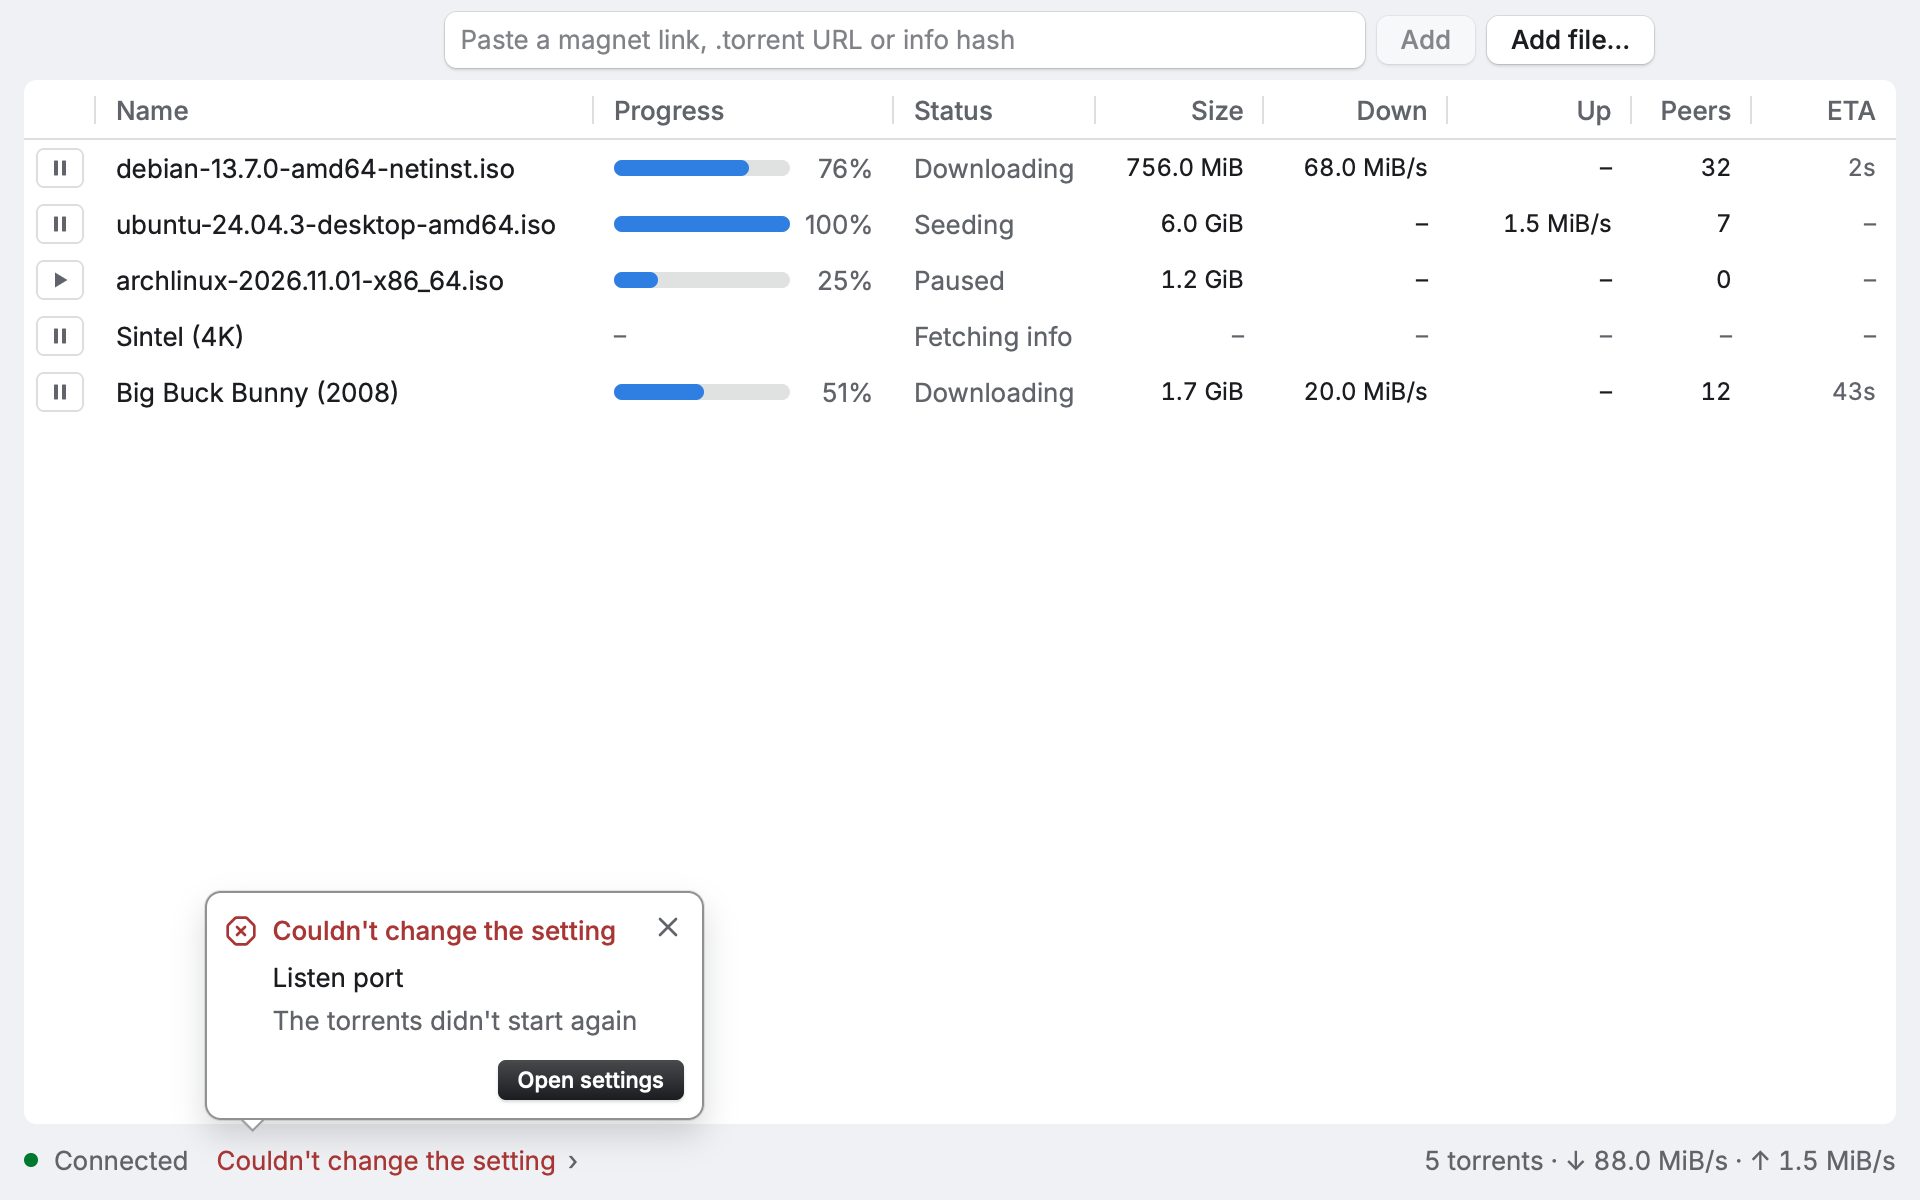 Paste a magnet link, .torrent URL or info hash Add Add file...
Name Progress Status Size Down Up Peers ETA
debian-13.7.0-amd64-netinst.iso 76% Downloading 756.0 MiB 68.0 MiB/s – 32 2s
ubuntu-24.04.3-desktop-amd64.iso 100% Seeding 6.0 GiB – 1.5 MiB/s 7 –
archlinux-2026.11.01-x86_64.iso 25% Paused 1.2 GiB – – 0 –
Sintel (4K) – Fetching info – – – – –
Big Buck Bunny (2008) 51% Downloading 1.7 GiB 20.0 MiB/s – 12 43s
Couldn't change the setting
Listen port
The torrents didn't start again
Open settings
Connected Couldn't change the setting › 5 torrents · ↓ 88.0 MiB/s · ↑ 1.5 MiB/s